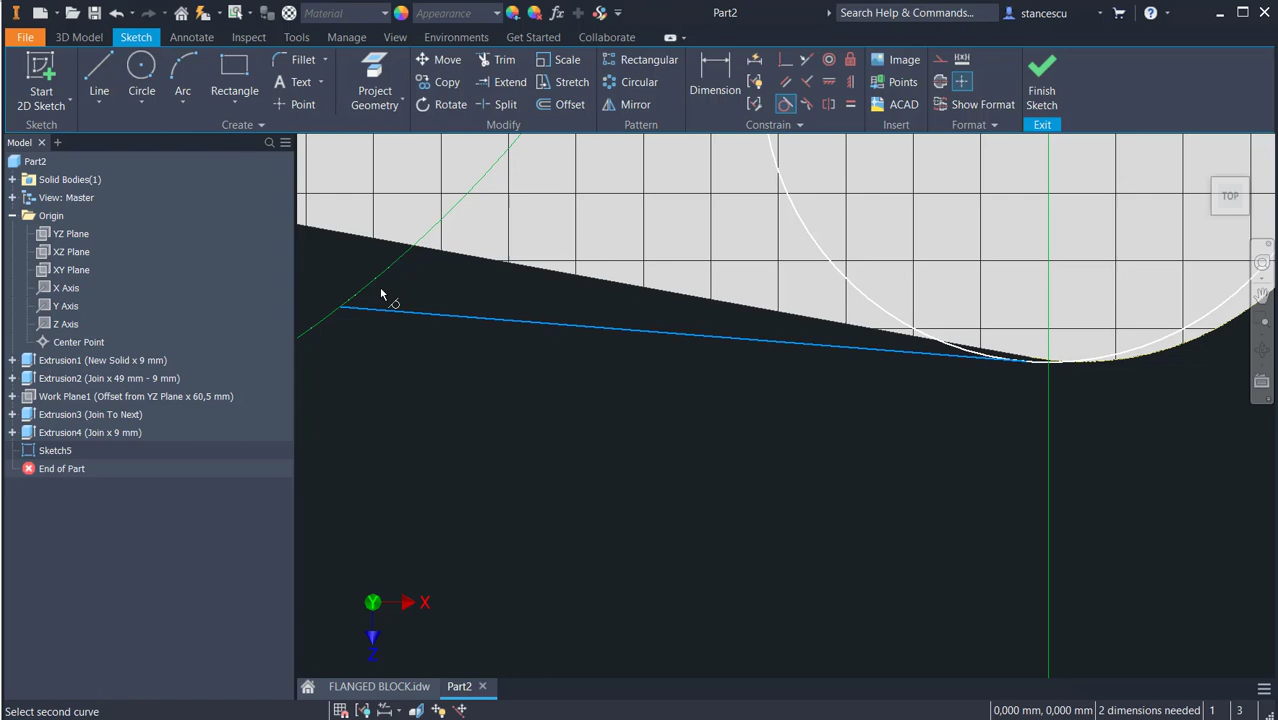 Material
Appearance
Part2
Search Help & Commands...
stancescu
File
3D Model
Sketch
Annotate
Inspect
Tools
Manage
View
Environments
Get Started
Collaborate
Start
2D Sketch
Line
Circle
Arc
Rectangle
Fillet
Text
Point
Project
Geometry
Move
Trim
Scale
Copy
Extend
Stretch
Rotate
Split
Offset
Rectangular
Circular
Mirror
Dimension
Image
Points
ACAD
Show Format
Finish
Sketch
Sketch
Create
Modify
Pattern
Constrain
Insert
Format
Exit
Model
Part2
Solid Bodies(1)
View: Master
Origin
YZ Plane
XZ Plane
XY Plane
X Axis
Y Axis
Z Axis
Center Point
Extrusion1 (New Solid x 9 mm)
Extrusion2 (Join x 49 mm - 9 mm)
Work Plane1 (Offset from YZ Plane x 60,5 mm)
Extrusion3 (Join To Next)
Extrusion4 (Join x 9 mm)
Sketch5
End of Part
TOP
Y
X
Z
FLANGED BLOCK.idw
Part2
Select second curve
0,000 mm, 0,000 mm
2 dimensions needed
1
3